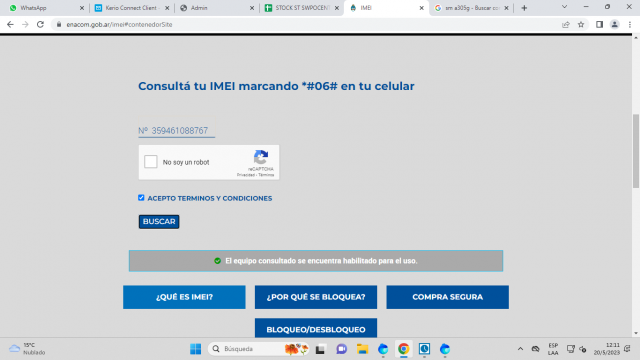 WhatsApp
Kerio Connect Client -
Admin
STOCK ST SWPOCENT
IMEI
sm a305g - Buscar co
enacom.gob.ar/imei#contenedorSite
Consultá tu IMEI marcando *#06# en tu celular
Nº 359461088767
No soy un robot
reCAPTCHA
Privacidad - Términos
ACEPTO TERMINOS Y CONDICIONES
BUSCAR
El equipo consultado se encuentra habilitado para el uso.
¿QUÉ ES IMEI?
¿POR QUÉ SE BLOQUEA?
COMPRA SEGURA
BLOQUEO/DESBLOQUEO
15°C
Nublado
Búsqueda
ESP
LAA
12:11
20/5/2023